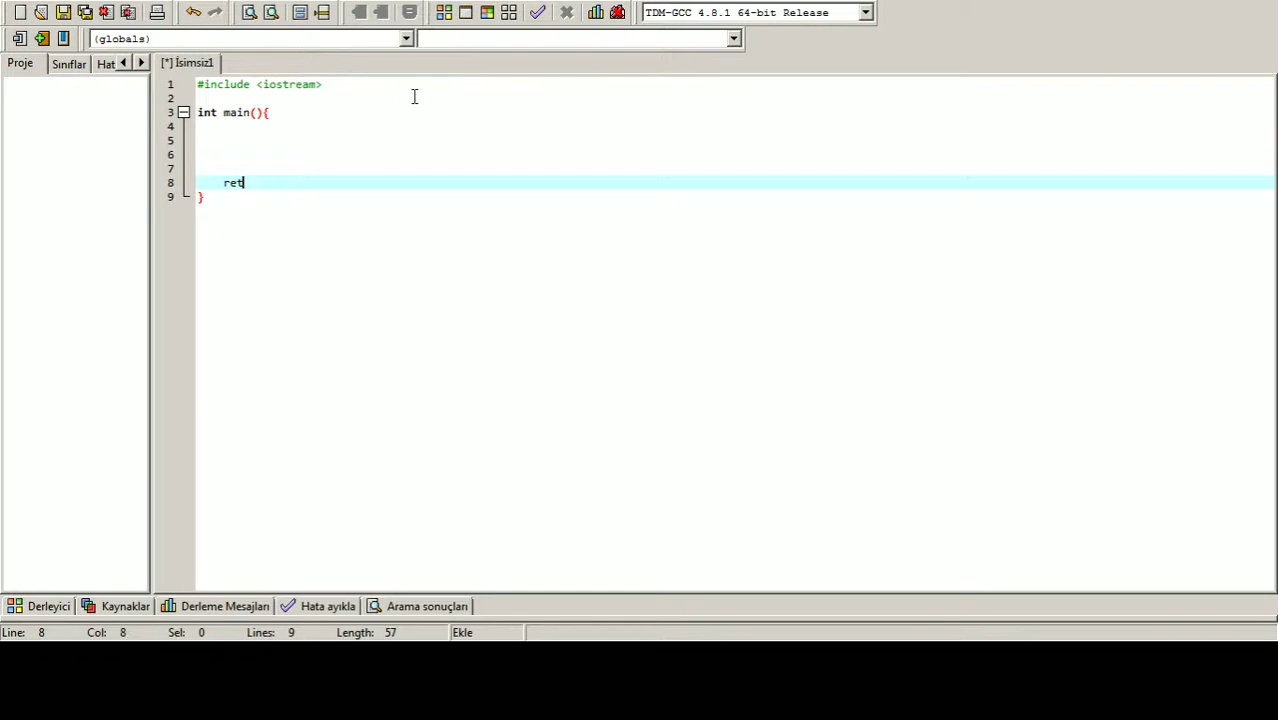 TDM-GCC 4.8.1 64-bit Release
(globals)
Proje Sınıflar Hat [*] İsimsiz1
1 #include <iostream>
2
3 int main(){
4
5
6
7
8 ret
9 }
Derleyici Kaynaklar Derleme Mesajları Hata ayıkla Arama sonuçları
Line: 8 Col: 8 Sel: 0 Lines: 9 Length: 57 Ekle